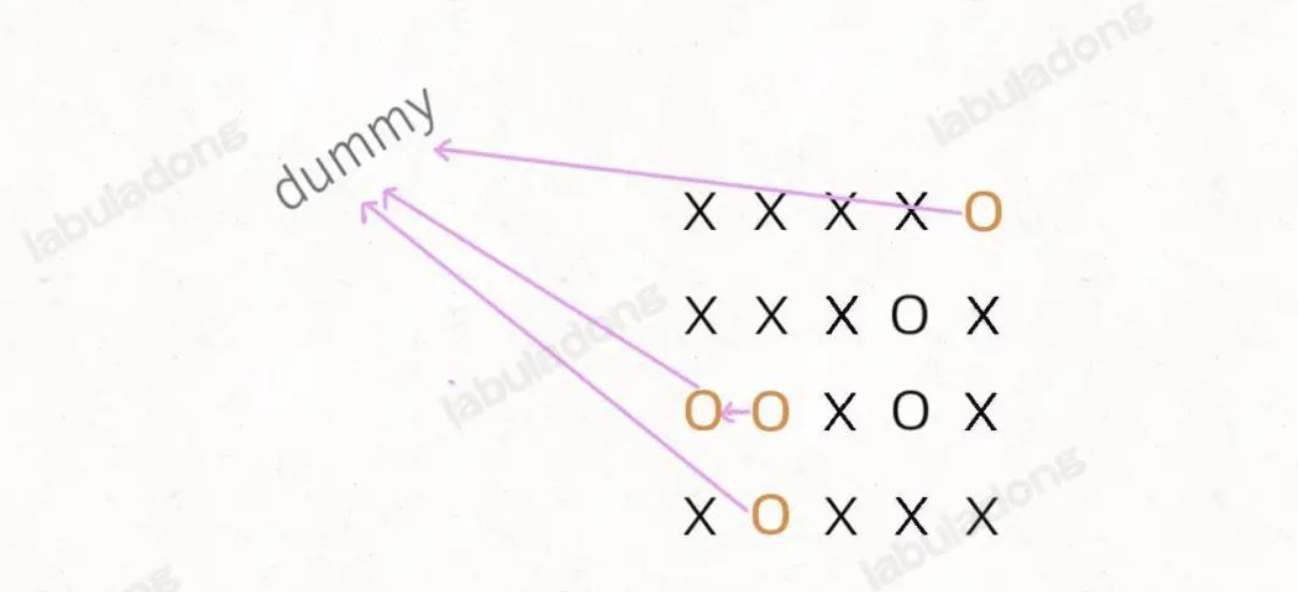 labuladong
labuladong
dummy
X X X X O
X X X O X
labuladong
O O X O X
X O X X X
labuladong